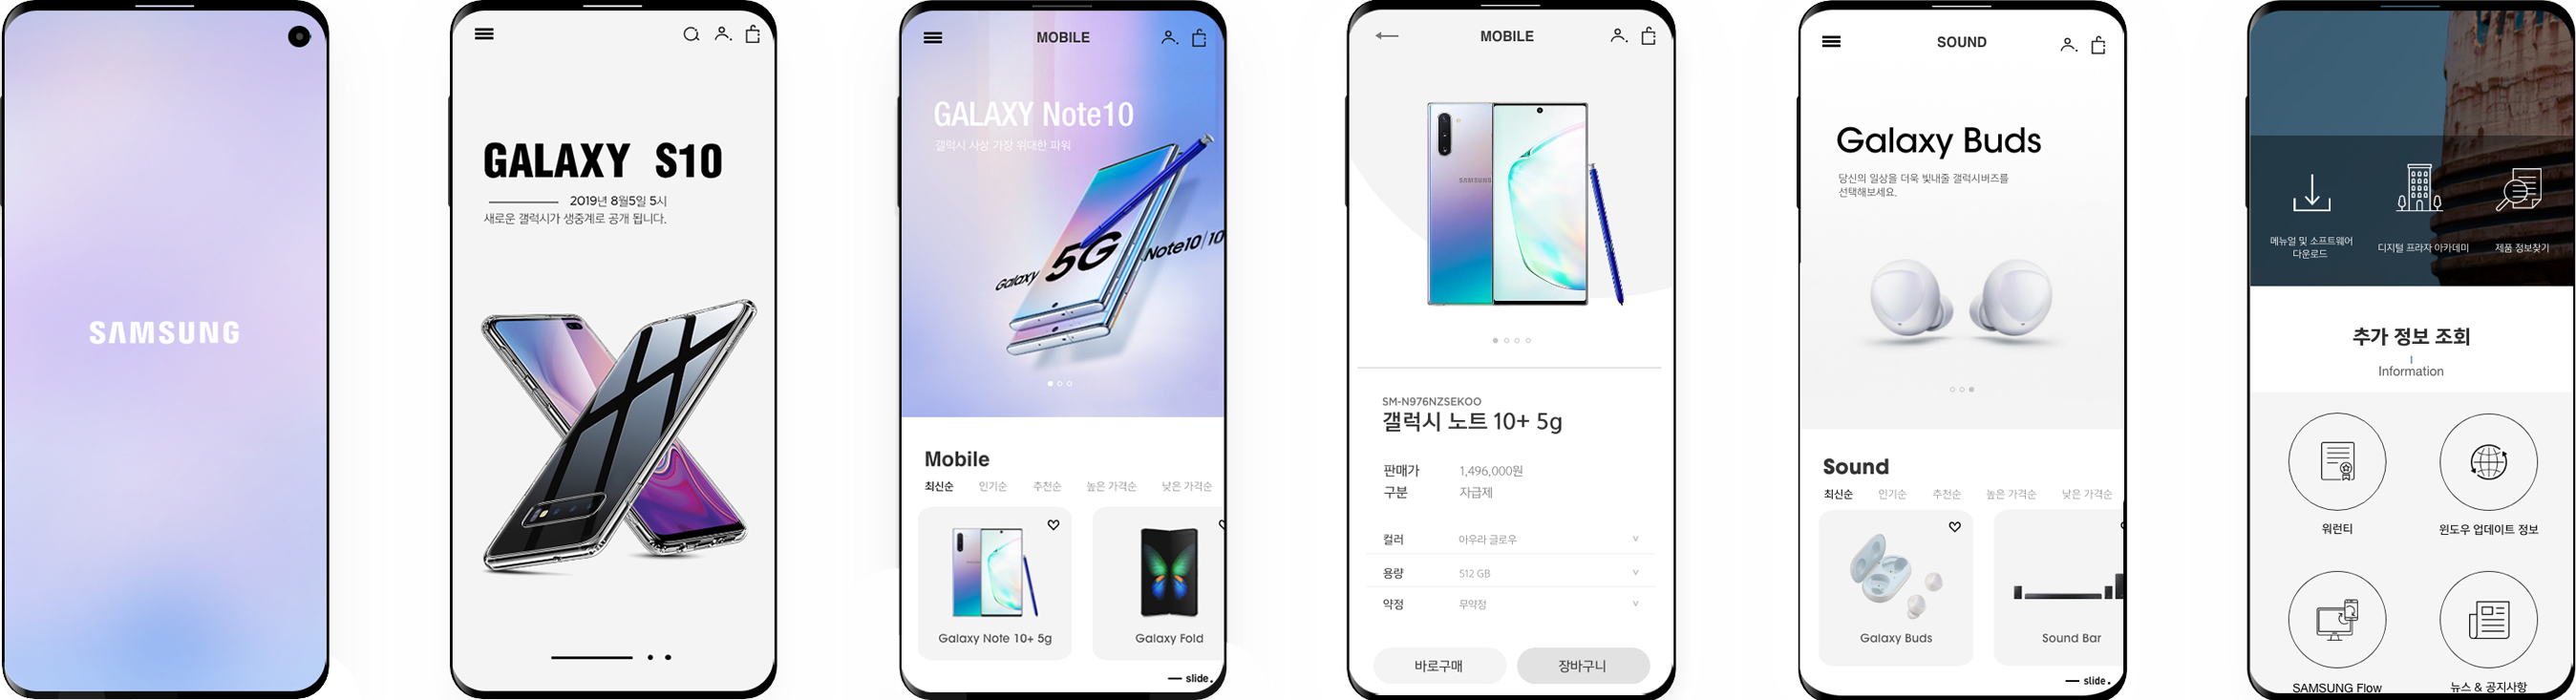 SAMSUNG
GALAXY S10
2019년 8월5일 5시
새로운 갤럭시가 생중계로 공개 됩니다.
MOBILE
GALAXY Note10
갤럭시 사상 가장 위대한 파워
Galaxy 5G Note10/10
Mobile
최신순 인기순 추천순 높은 가격순 낮은 가격순
Galaxy Note 10+ 5g
Galaxy Fold
slide.
MOBILE
SAMSUNG
SM-N976NZSEKOO
갤럭시 노트 10+ 5g
판매가 1,496,000원
구분 자급제
컬러 아우라 글로우
용량 512 GB
약정 무약정
바로구매 장바구니
SOUND
Galaxy Buds
당신의 일상을 더욱 빛내줄 갤럭시버즈를
선택해보세요.
Sound
최신순 인기순 추천순 높은 가격순 낮은 가격순
Galaxy Buds
Sound Bar
slide.
메뉴얼 및 소프트웨어
다운로드
디지털 프라자 아카데미
제품 정보찾기
추가 정보 조회
Information
워런티
윈도우 업데이트 정보
SAMSUNG Flow
뉴스 & 공지사항